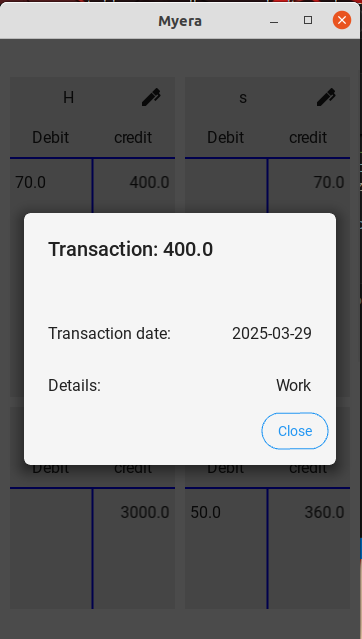 Myera
H s
Debit credit Debit credit
70.0 400.0 70.0
Transaction: 400.0
Transaction date: 2025-03-29
Details: Work
Close
Debit credit Debit credit
3000.0 50.0 360.0